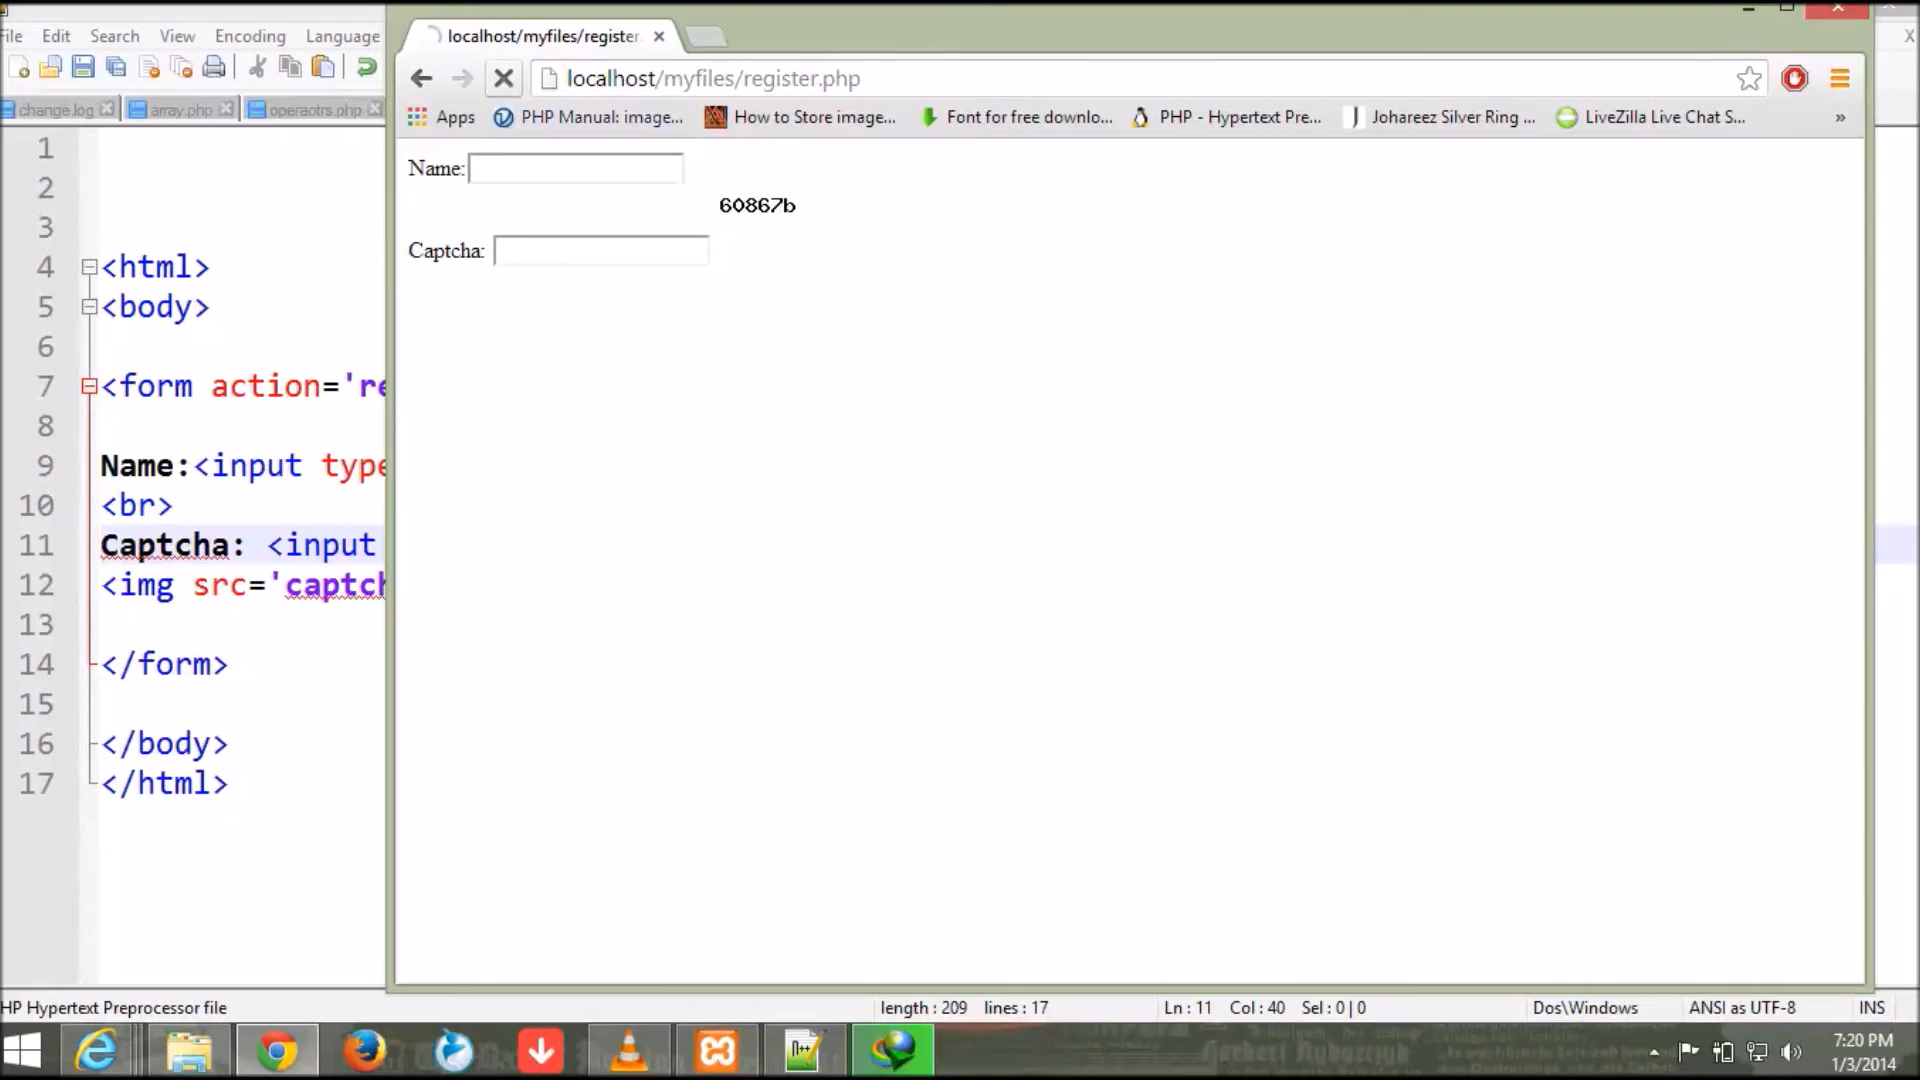 localhost/myfiles/register
File Edit Search View Encoding Language
X
localhost/myfiles/register.php
change.log array.php operaotrs.php
Apps PHP Manual: image... How to Store image... Font for free downlo... PHP - Hypertext Pre... Johareez Silver Ring ... LiveZilla Live Chat S... »
Name:
60867b
Captcha:
1
2
3
4 <html>
5 <body>
6
7 <form action='re
8
9 Name:<input type
10 <br>
11 Captcha: <input
12 <img src='captch
13
14 </form>
15
16 </body>
17 </html>
HP Hypertext Preprocessor file length : 209 lines : 17 Ln : 11 Col : 40 Sel : 0 | 0 Dos\Windows ANSI as UTF-8 INS
7:20 PM
1/3/2014